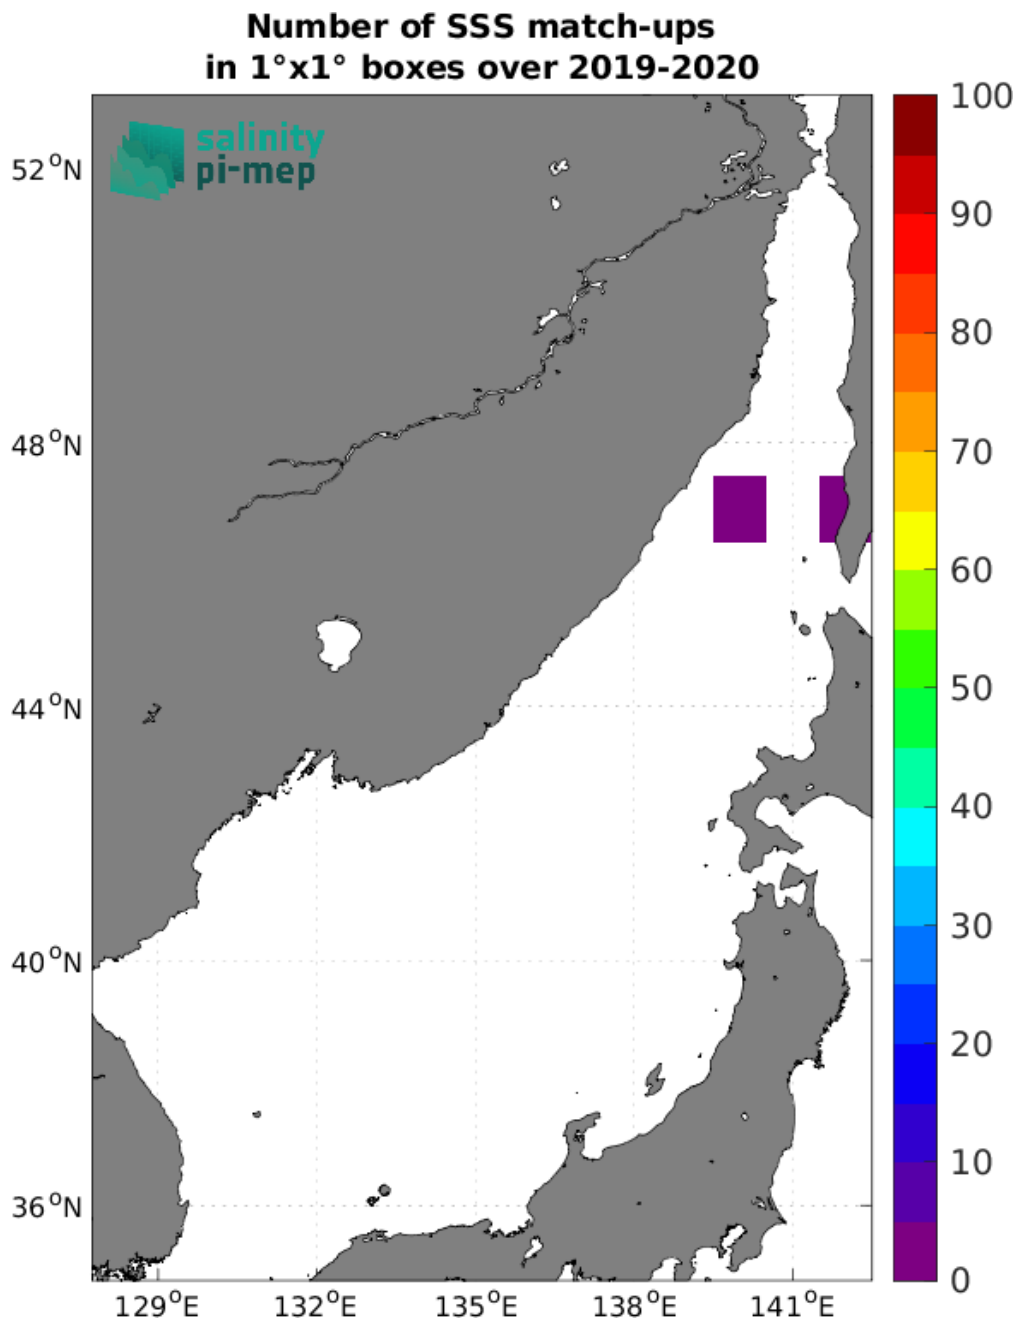 Number of SSS match-ups
in 1°x1° boxes over 2019-2020
salinity
pi-mep
52°N
48°N
44°N
40°N
36°N
129°E
132°E
135°E
138°E
141°E
100
90
80
70
60
50
40
30
20
10
0